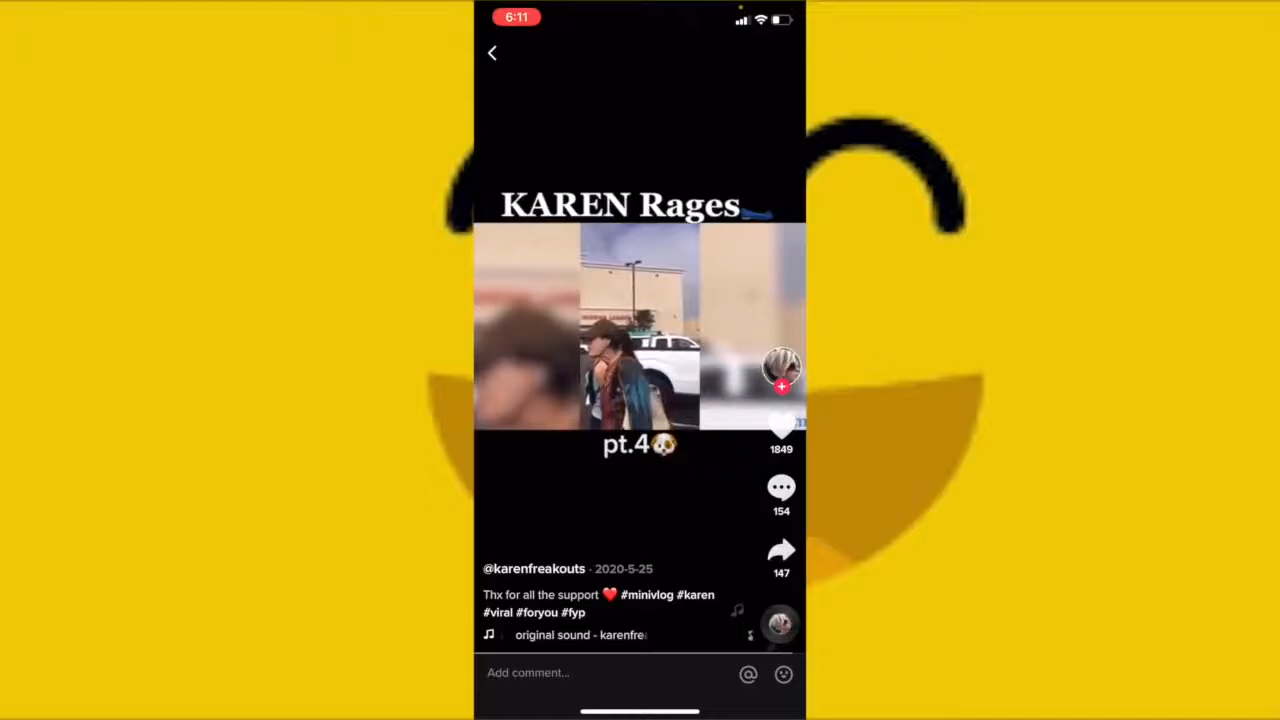 6:11
KAREN Rages
pt.4
1849
154
147
@karenfreakouts · 2020-5-25
Thx for all the support ❤️ #minivlog #karen
#viral #foryou #fyp
original sound - karenfre
Add comment...